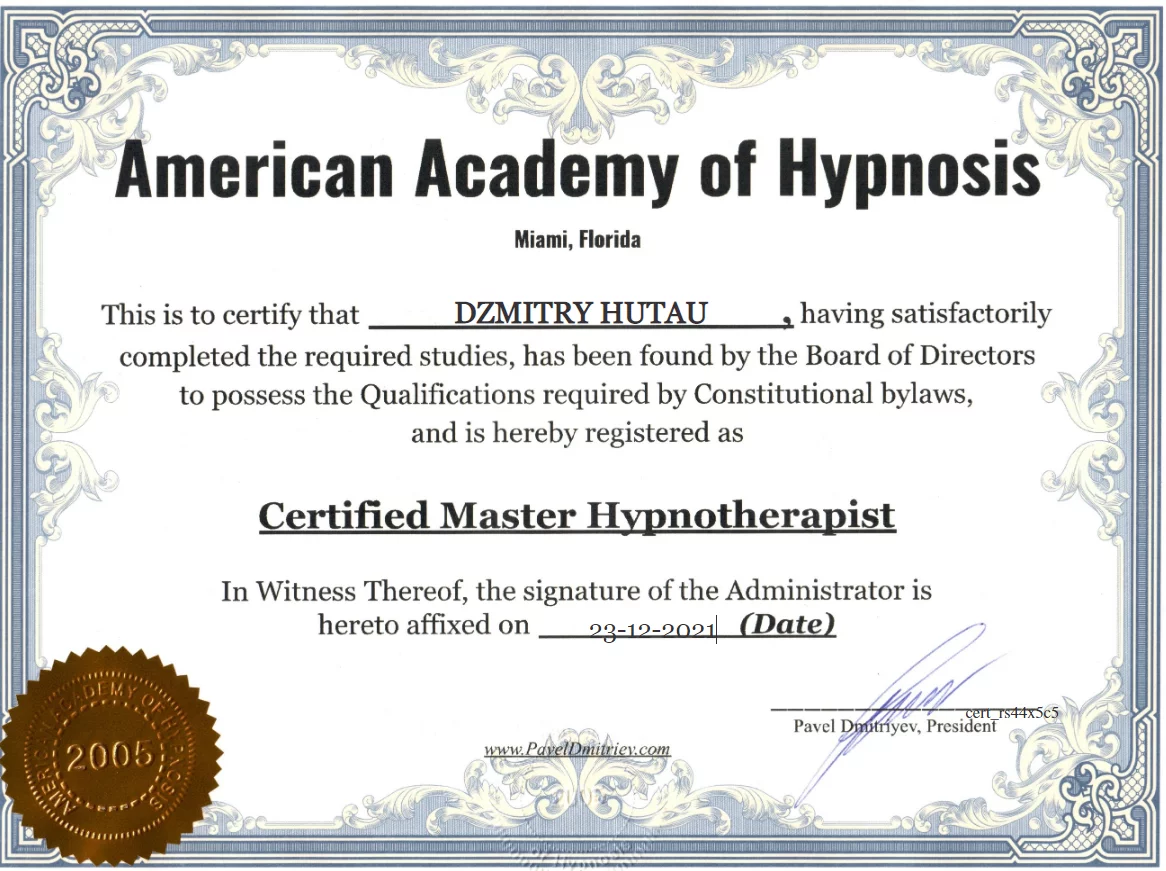 American Academy of Hypnosis
Miami, Florida
This is to certify that DZMITRY HUTAU, having satisfactorily
completed the required studies, has been found by the Board of Directors
to possess the Qualifications required by Constitutional bylaws,
and is hereby registered as
Certified Master Hypnotherapist
In Witness Thereof, the signature of the Administrator is
hereto affixed on 23-12-2021 (Date)
cert_rs44x5c5
Pavel Dmitriyev, President
www.PavelDmitriev.com
AMERICAN ACADEMY OF HYPNOSIS
2005
of Hypnosis